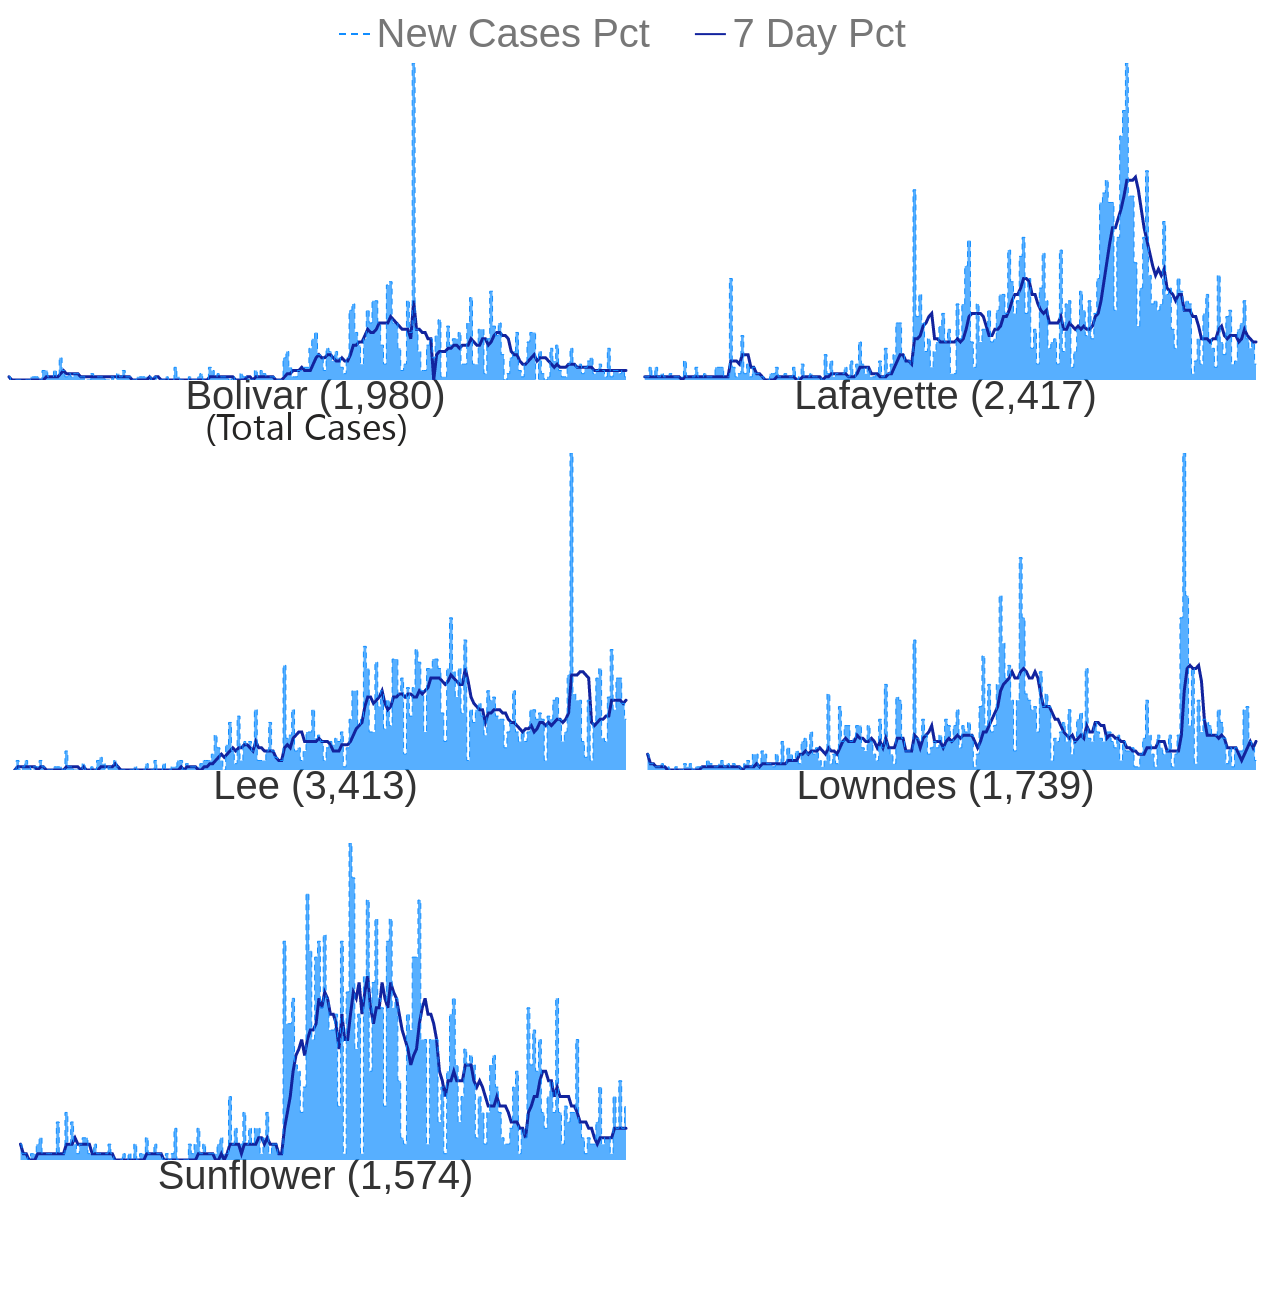 New Cases Pct 7 Day Pct
Bolivar (1,980)
(Total Cases)
Lafayette (2,417)
Lee (3,413)
Lowndes (1,739)
Sunflower (1,574)